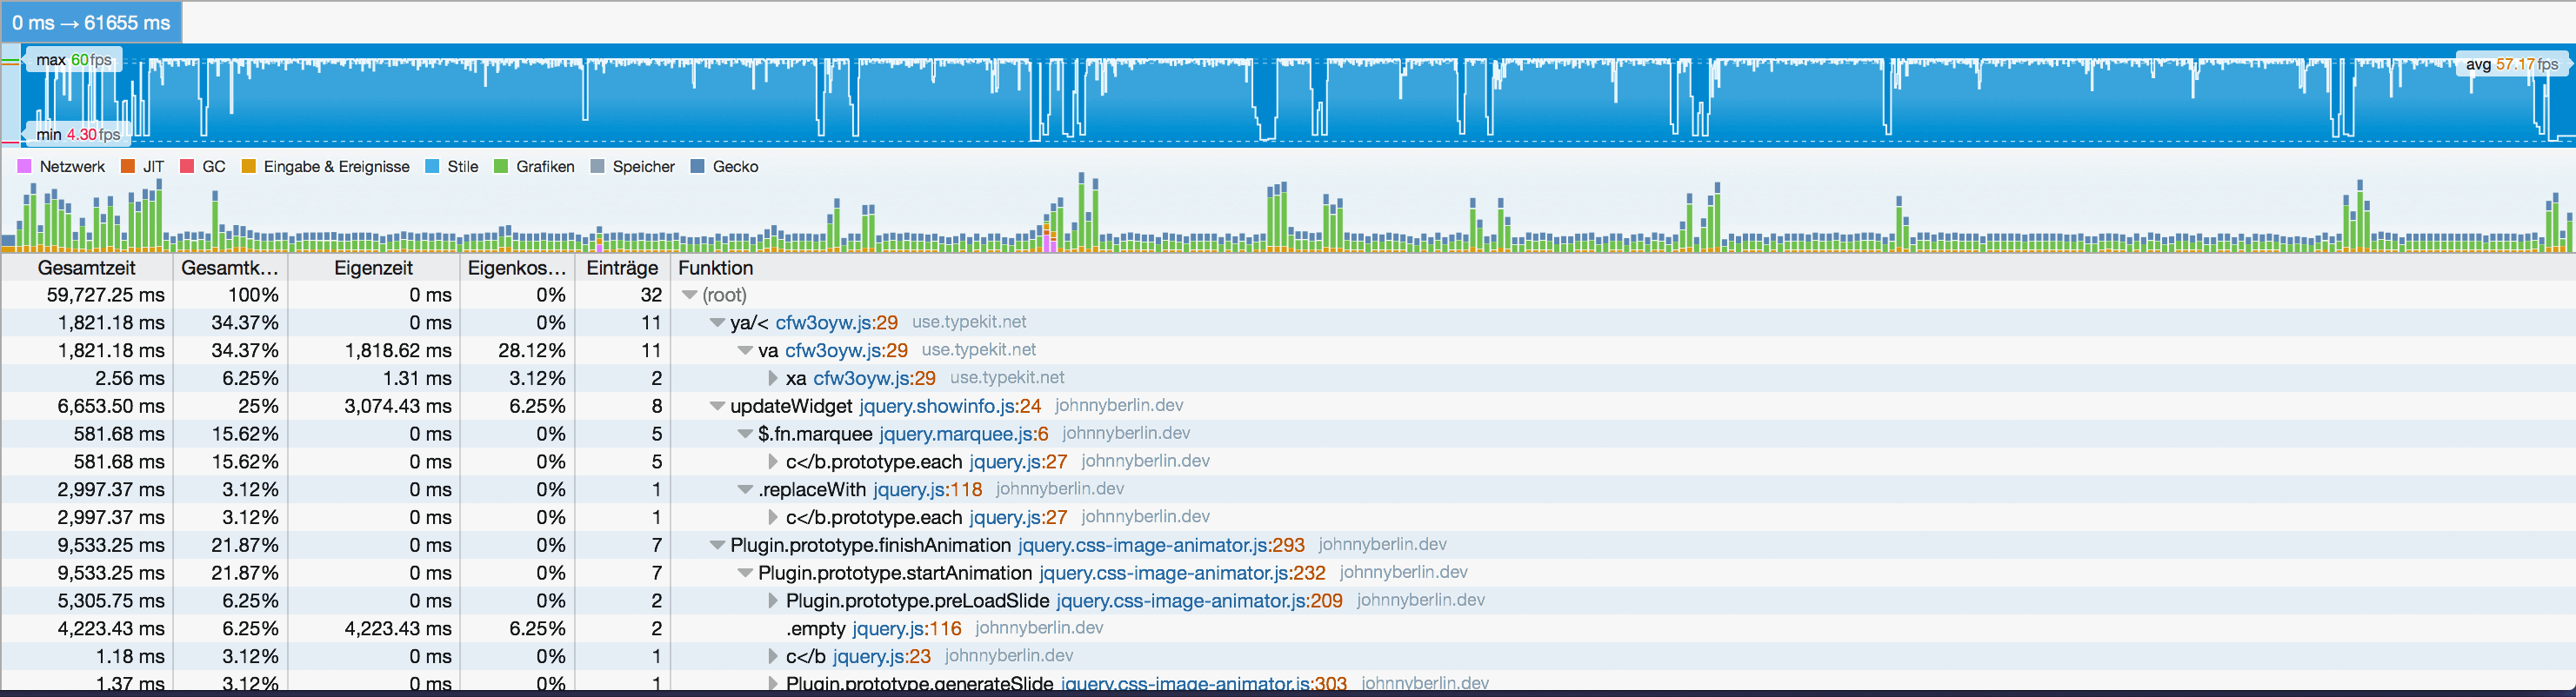 0 ms → 61655 ms
max 60fps
avg 57.17fps
min 4.30fps
Netzwerk JIT GC Eingabe & Ereignisse Stile Grafiken Speicher Gecko
Gesamtzeit Gesamtk... Eigenzeit Eigenkos... Einträge Funktion
59,727.25 ms 100% 0 ms 0% 32 (root)
1,821.18 ms 34.37% 0 ms 0% 11 ya/< cfw3oyw.js:29 use.typekit.net
1,821.18 ms 34.37% 1,818.62 ms 28.12% 11 va cfw3oyw.js:29 use.typekit.net
2.56 ms 6.25% 1.31 ms 3.12% 2 xa cfw3oyw.js:29 use.typekit.net
6,653.50 ms 25% 3,074.43 ms 6.25% 8 updateWidget jquery.showinfo.js:24 johnnyberlin.dev
581.68 ms 15.62% 0 ms 0% 5 $.fn.marquee jquery.marquee.js:6 johnnyberlin.dev
581.68 ms 15.62% 0 ms 0% 5 c</b.prototype.each jquery.js:27 johnnyberlin.dev
2,997.37 ms 3.12% 0 ms 0% 1 .replaceWith jquery.js:118 johnnyberlin.dev
2,997.37 ms 3.12% 0 ms 0% 1 c</b.prototype.each jquery.js:27 johnnyberlin.dev
9,533.25 ms 21.87% 0 ms 0% 7 Plugin.prototype.finishAnimation jquery.css-image-animator.js:293 johnnyberlin.dev
9,533.25 ms 21.87% 0 ms 0% 7 Plugin.prototype.startAnimation jquery.css-image-animator.js:232 johnnyberlin.dev
5,305.75 ms 6.25% 0 ms 0% 2 Plugin.prototype.preLoadSlide jquery.css-image-animator.js:209 johnnyberlin.dev
4,223.43 ms 6.25% 4,223.43 ms 6.25% 2 .empty jquery.js:116 johnnyberlin.dev
1.18 ms 3.12% 0 ms 0% 1 c</b jquery.js:23 johnnyberlin.dev
1.37 ms 3.12% 0 ms 0% 1 Plugin.prototype.generateSlide jquery.css-image-animator.js:303 johnnyberlin.dev